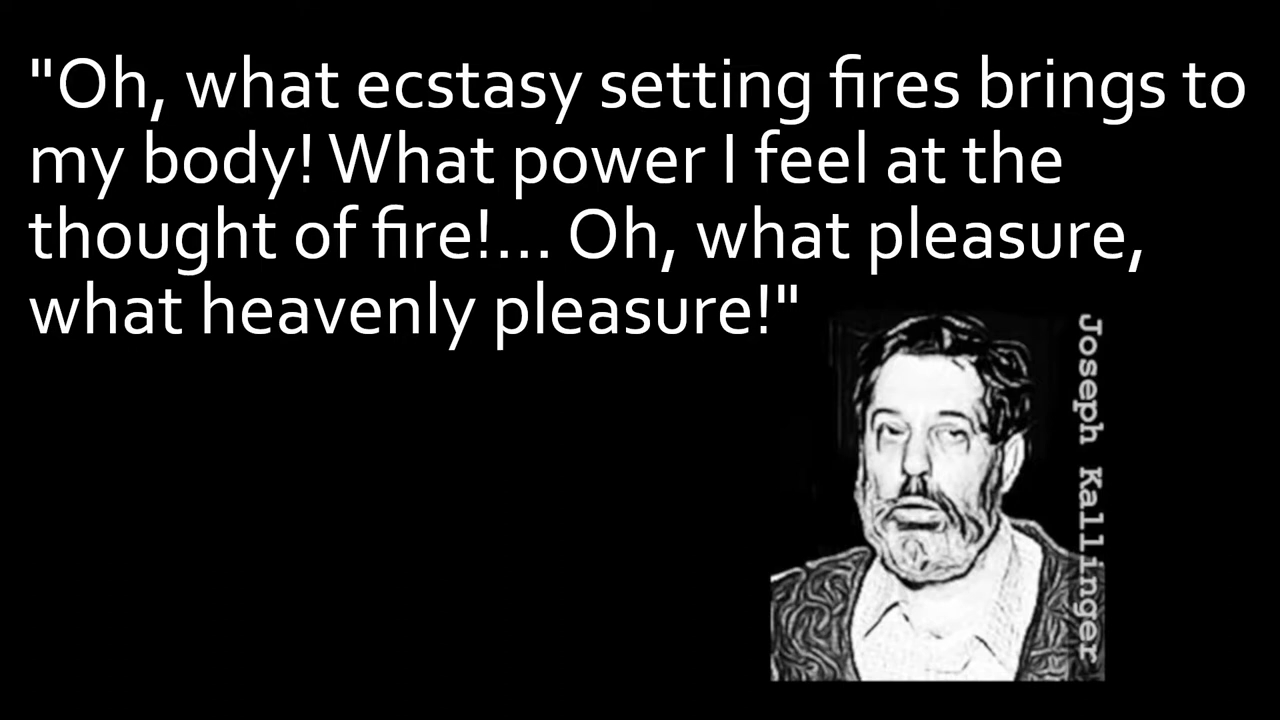 "Oh, what ecstasy setting fires brings to
my body! What power I feel at the
thought of fire!... Oh, what pleasure,
what heavenly pleasure!"
Joseph Kallinger